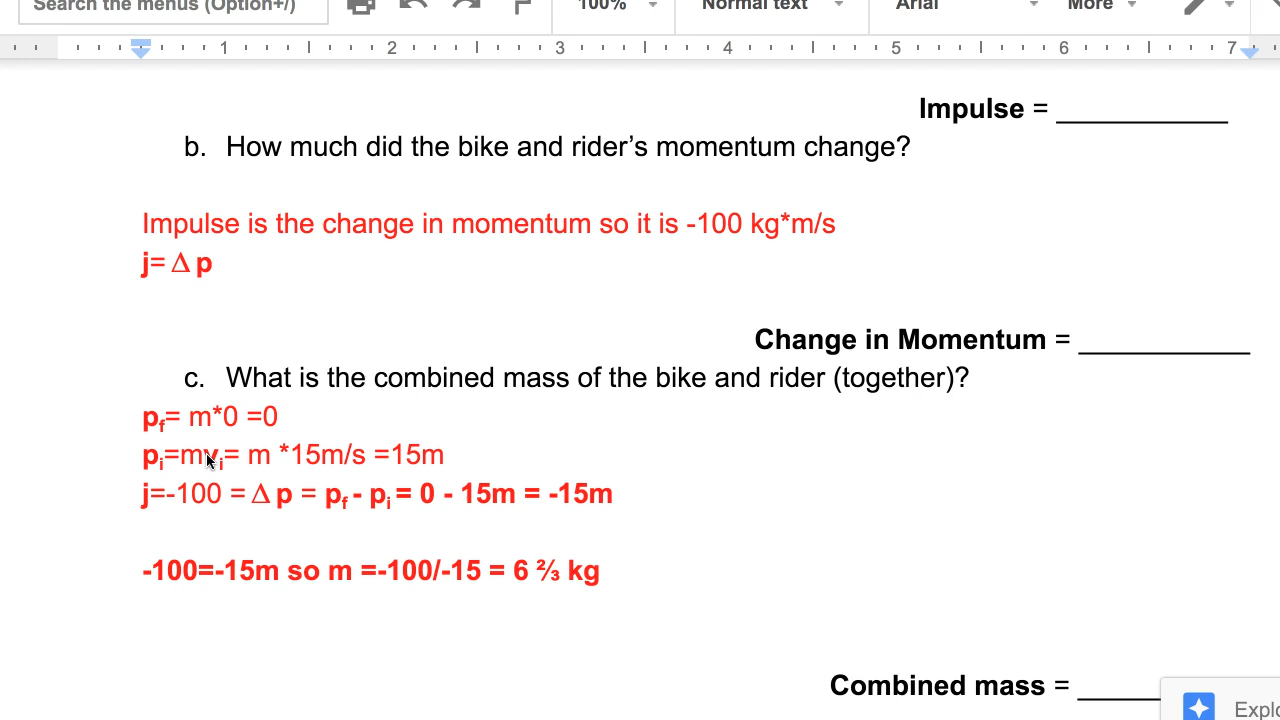 Search the menus (Option+/)
100%
Normal text
Arial
More
1 2 3 4 5 6 7
Impulse = ___________
b. How much did the bike and rider's momentum change?
Impulse is the change in momentum so it is -100 kg*m/s
j= Δ p
Change in Momentum = ___________
c. What is the combined mass of the bike and rider (together)?
pf= m*0 =0
pi=mvi= m *15m/s =15m
j=-100 = Δ p = pf - pi = 0 - 15m = -15m
-100=-15m so m =-100/-15 = 6 ⅔ kg
Combined mass = ______